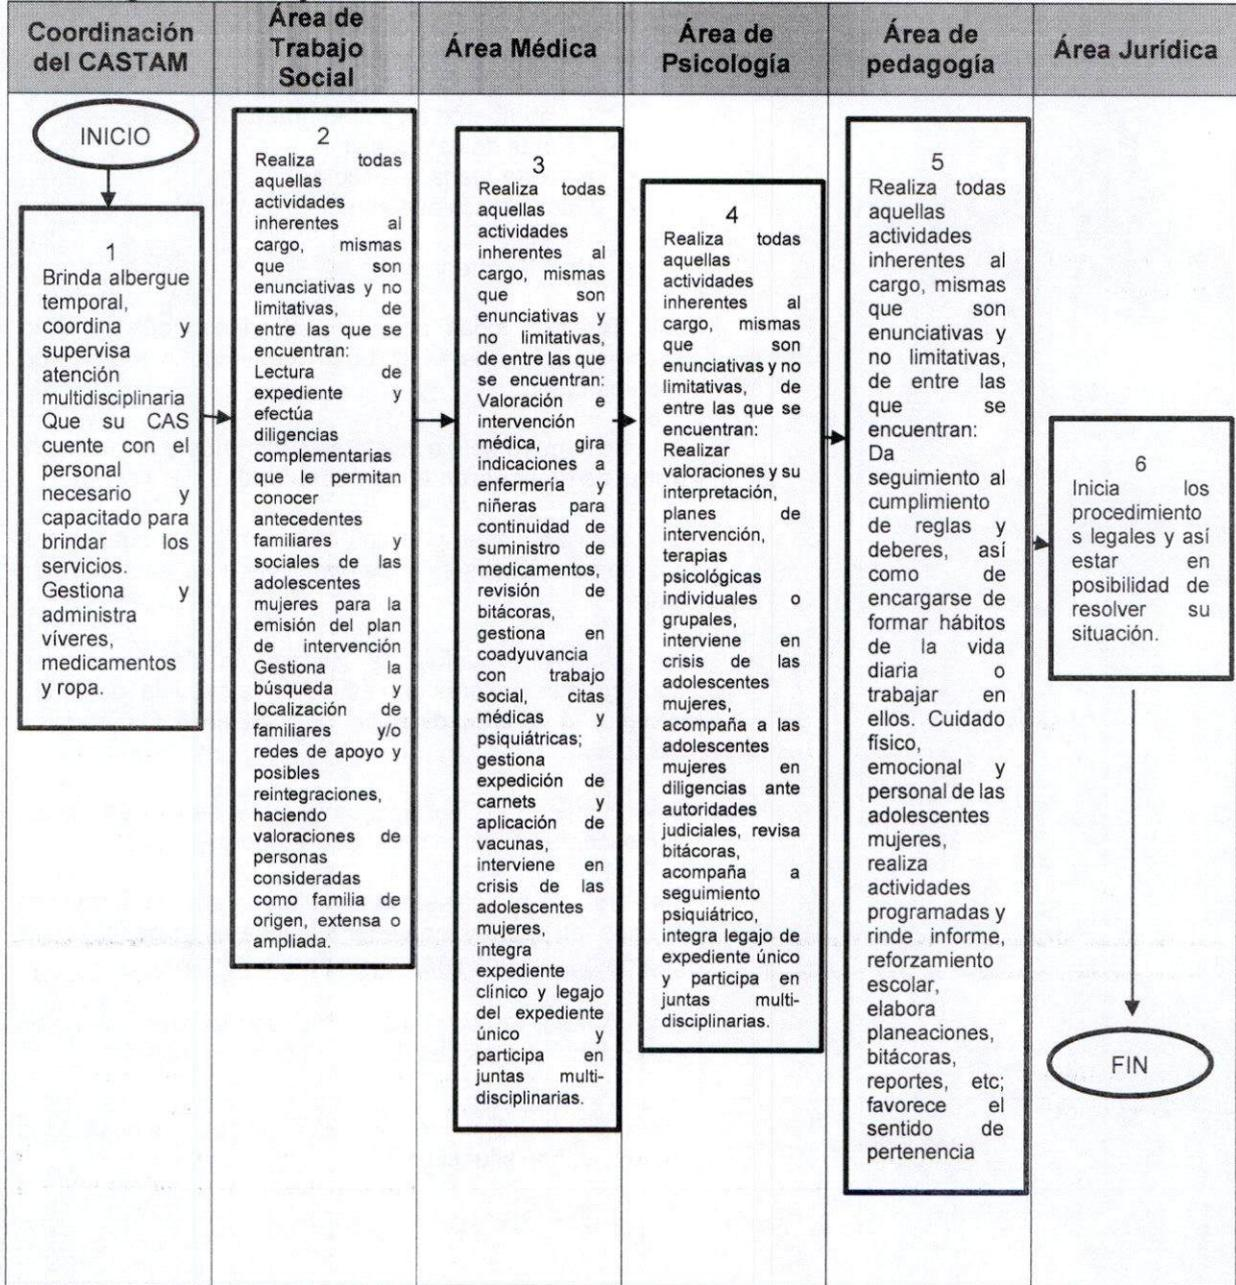 Coordinación
del CASTAM
Área de
Trabajo
Social
Área Médica
Área de
Psicología
Área de
pedagogía
Área Jurídica
INICIO
1
Brinda albergue
temporal,
coordina y
supervisa
atención
multidisciplinaria
Que su CAS
cuente con el
personal
necesario y
capacitado para
brindar los
servicios.
Gestiona y
administra
víveres,
medicamentos
y ropa.
2
Realiza todas
aquellas
actividades
inherentes al
cargo, mismas
que son
enunciativas y no
limitativas, de
entre las que se
encuentran:
Lectura de
expediente y
efectúa
diligencias
complementarias
que le permitan
conocer
antecedentes
familiares y
sociales de las
adolescentes
mujeres para la
emisión del plan
de intervención
Gestiona la
búsqueda y
localización de
familiares y/o
redes de apoyo y
posibles
reintegraciones,
haciendo
valoraciones de
personas
consideradas
como familia de
origen, extensa o
ampliada.
3
Realiza todas
aquellas
actividades
inherentes al
cargo, mismas
que son
enunciativas y
no limitativas,
de entre las que
se encuentran:
Valoración e
intervención
médica, gira
indicaciones a
enfermería y
niñeras para
continuidad de
suministro de
medicamentos,
revisión de
bitácoras,
gestiona en
coadyuvancia
con trabajo
social, citas
médicas y
psiquiátricas;
gestiona
expedición de
carnets y
aplicación de
vacunas,
interviene en
crisis de las
adolescentes
mujeres,
integra
expediente
clínico y legajo
del expediente
único y
participa en
juntas multi-
disciplinarias.
4
Realiza todas
aquellas
actividades
inherentes al
cargo, mismas
que son
enunciativas y no
limitativas, de
entre las que se
encuentran:
Realizar
valoraciones y su
interpretación,
planes de
intervención,
terapias
psicológicas
individuales o
grupales,
interviene en
crisis de las
adolescentes
mujeres,
acompaña a las
adolescentes
mujeres en
diligencias ante
autoridades
judiciales, revisa
bitácoras,
acompaña a
seguimiento
psiquiátrico,
integra legajo de
expediente único
y participa en
juntas multi-
disciplinarias.
5
Realiza todas
aquellas
actividades
inherentes al
cargo, mismas
que son
enunciativas y
no limitativas,
de entre las
que se
encuentran:
Da
seguimiento al
cumplimiento
de reglas y
deberes, así
como de
encargarse de
formar hábitos
de la vida
diaria o
trabajar en
ellos. Cuidado
físico,
emocional y
personal de las
adolescentes
mujeres,
realiza
actividades
programadas y
rinde informe,
reforzamiento
escolar,
elabora
planeaciones,
bitácoras,
reportes, etc;
favorece el
sentido de
pertenencia
6
Inicia los
procedimiento
s legales y así
estar en
posibilidad de
resolver su
situación.
FIN